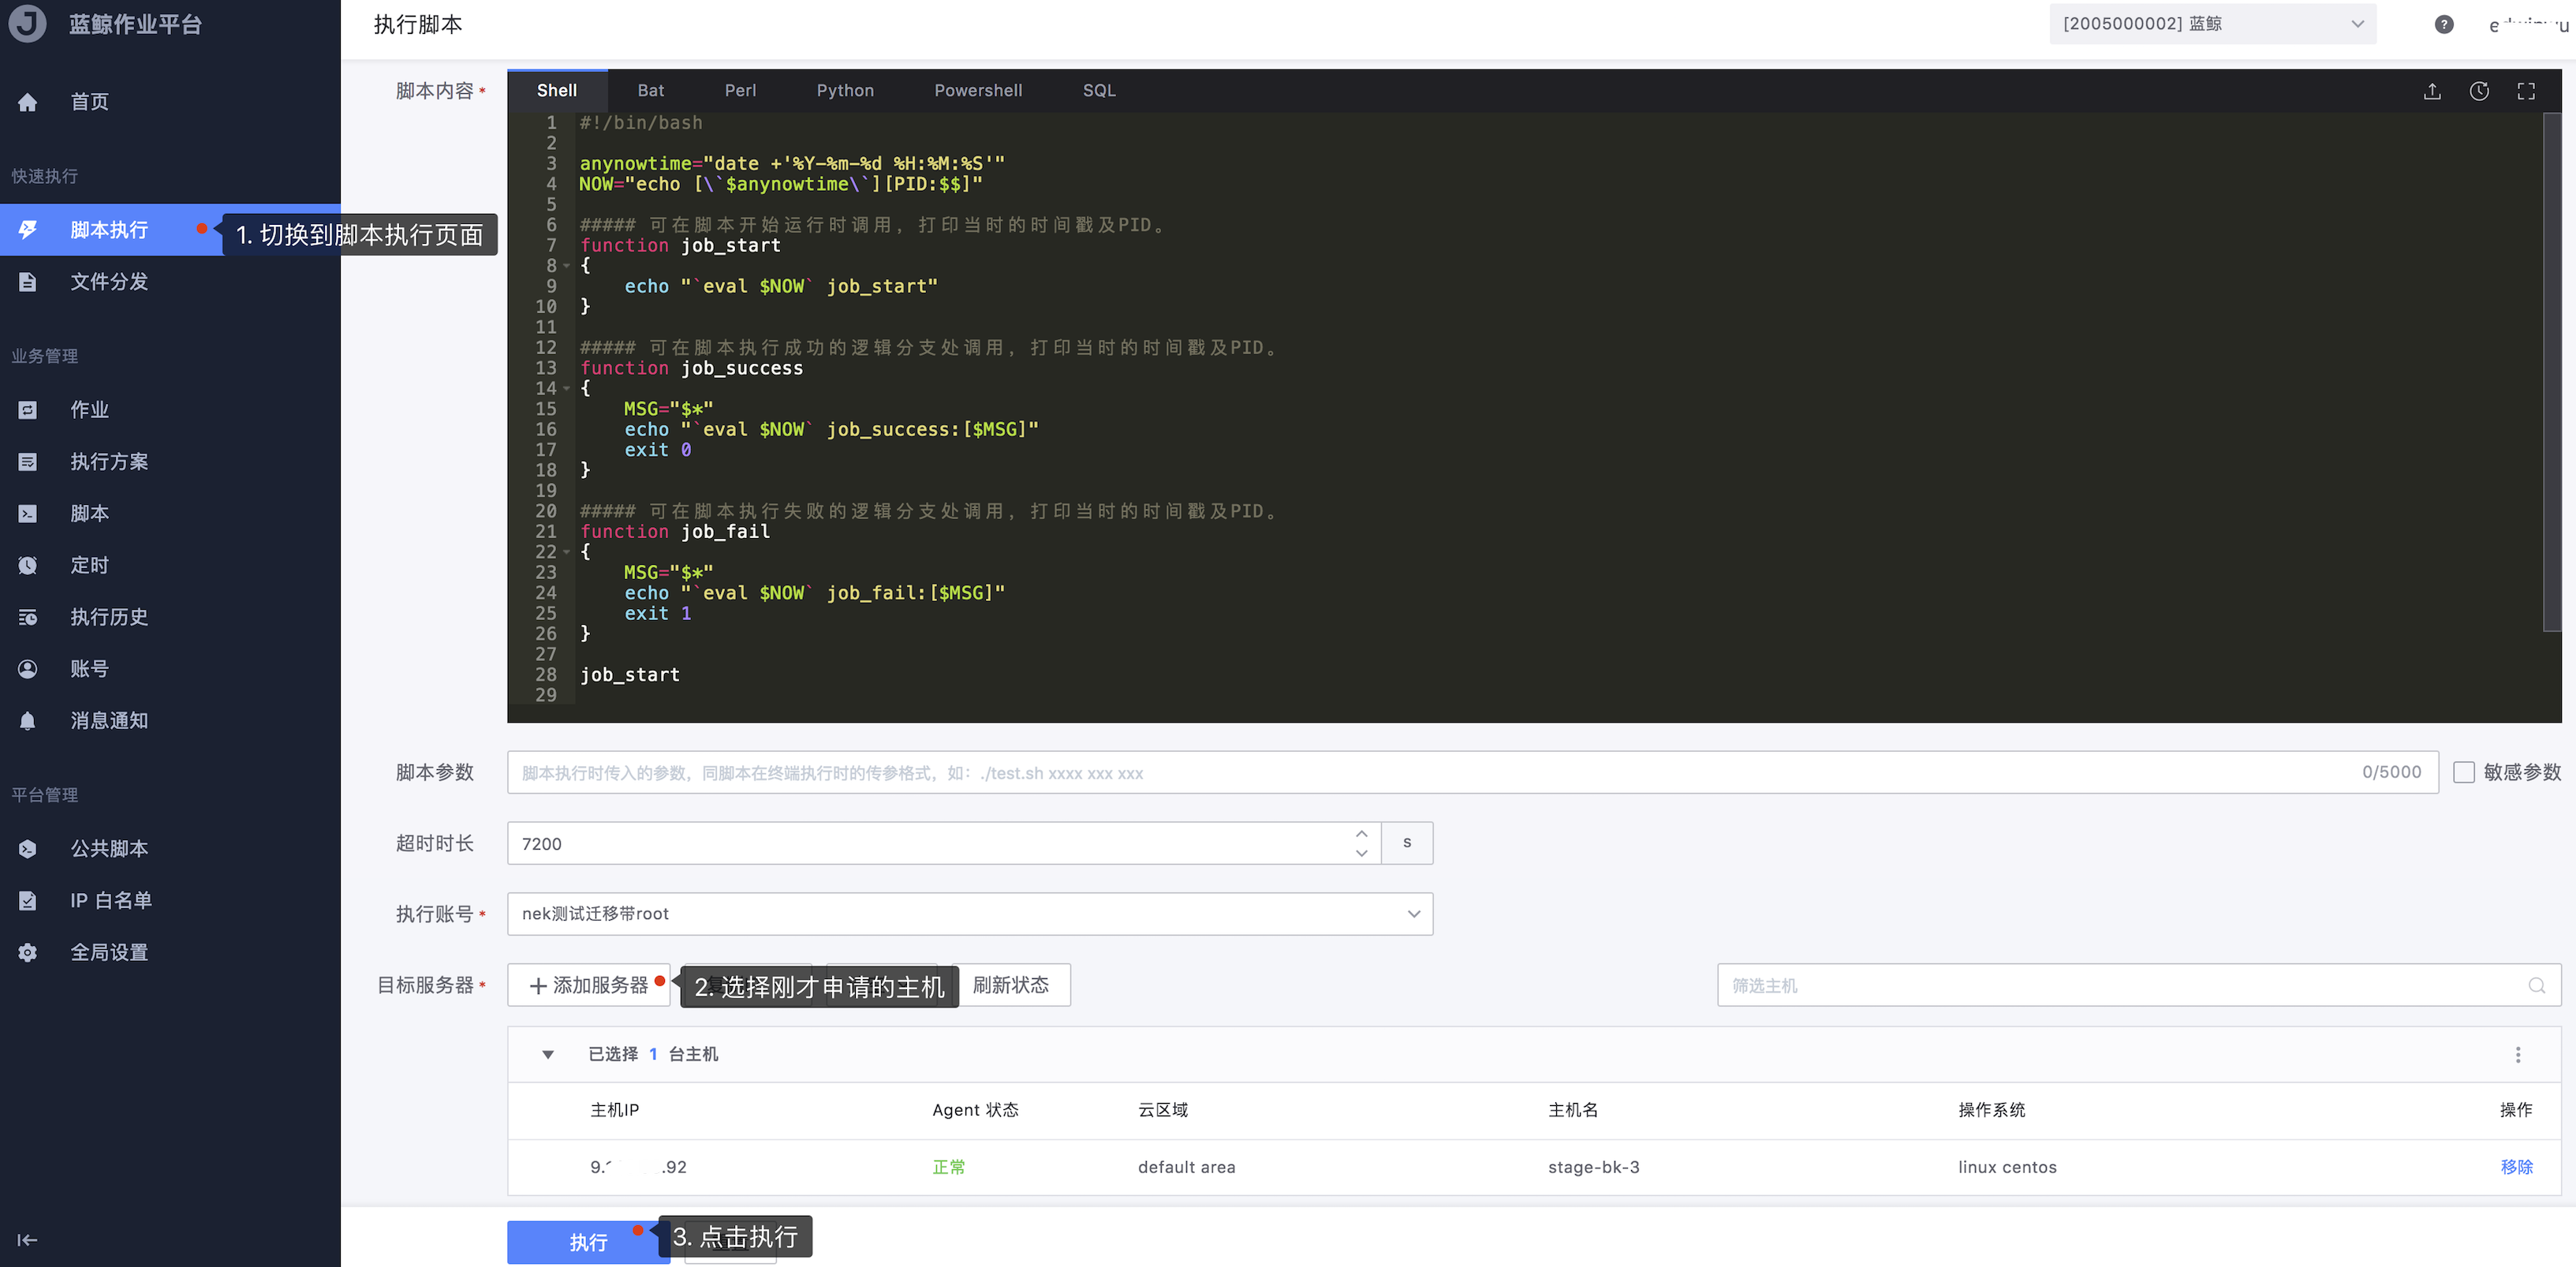 蓝鲸作业平台
执行脚本
[2005000002] 蓝鲸
首页
快速执行
脚本执行
1. 切换到脚本执行页面
文件分发
业务管理
作业
执行方案
脚本
定时
执行历史
账号
消息通知
平台管理
公共脚本
IP 白名单
全局设置
脚本内容 *
Shell Bat Perl Python Powershell SQL
1 #!/bin/bash
2
3 anynowtime="date +'%Y-%m-%d %H:%M:%S'"
4 NOW="echo [\`$anynowtime\`][PID:$$]"
5
6 ##### 可在脚本开始运行时调用，打印当时的时间戳及PID。
7 function job_start
8 {
9     echo "`eval $NOW` job_start"
10 }
11
12 ##### 可在脚本执行成功的逻辑分支处调用，打印当时的时间戳及PID。
13 function job_success
14 {
15     MSG="$*"
16     echo "`eval $NOW` job_success:[$MSG]"
17     exit 0
18 }
19
20 ##### 可在脚本执行失败的逻辑分支处调用，打印当时的时间戳及PID。
21 function job_fail
22 {
23     MSG="$*"
24     echo "`eval $NOW` job_fail:[$MSG]"
25     exit 1
26 }
27
28 job_start
29
脚本参数 脚本执行时传入的参数，同脚本在终端执行时的传参格式，如：./test.sh xxxx xxx xxx 0/5000 敏感参数
超时时长 7200 s
执行账号 * nek测试迁移带root
目标服务器 * 添加服务器 2. 选择刚才申请的主机 刷新状态 筛选主机
已选择 1 台主机
主机IP Agent 状态 云区域 主机名 操作系统 操作
9. .92 正常 default area stage-bk-3 linux centos 移除
执行 3. 点击执行